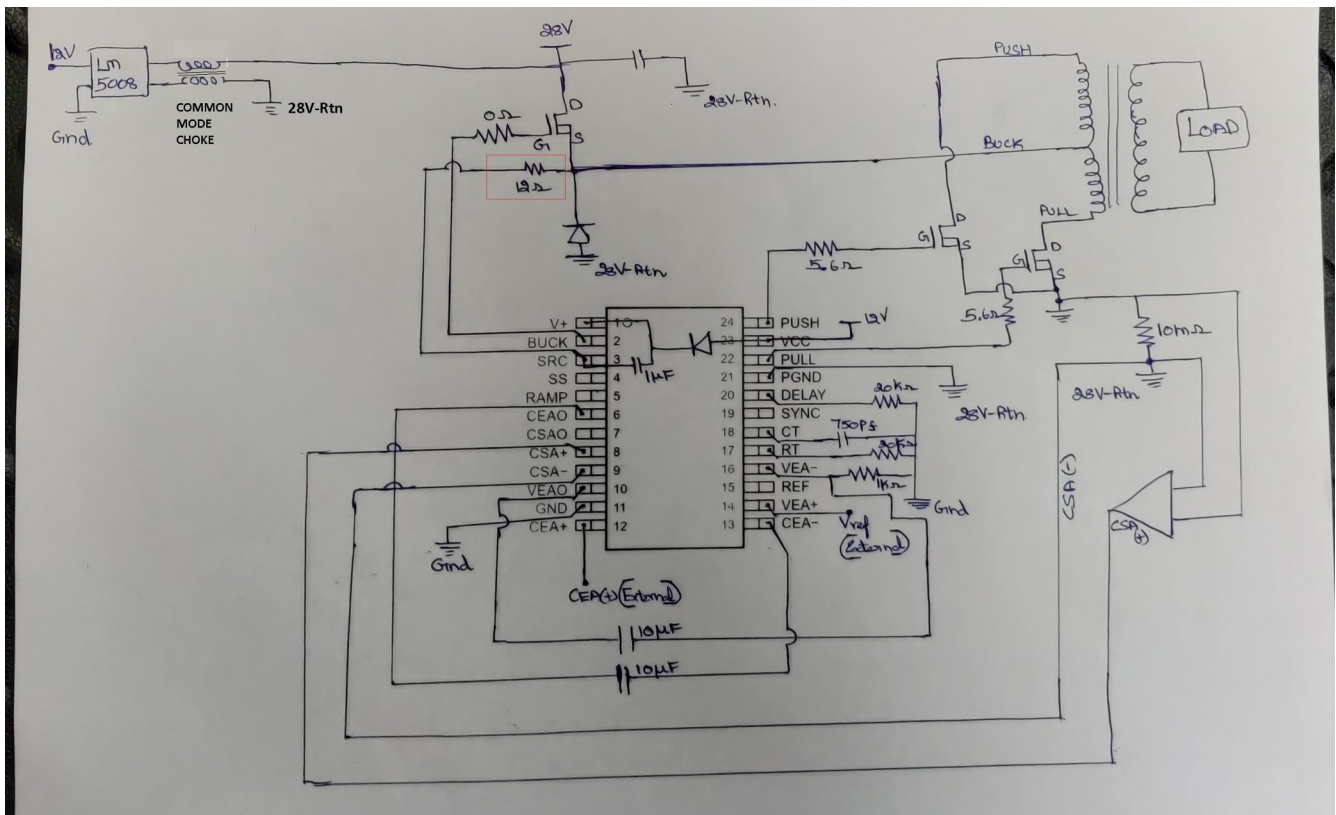 12V
Lm
5008
Gnd
COMMON
MODE
CHOKE
28V-Rtn
28V
28V-Rtn.
0Ω
D
G
S
12Ω
28V-Rtn
PUSH
BUCK
PULL
LOAD
D
G
S
D
G
S
5.6Ω
5.6Ω
10mΩ
28V-Rtn
V+
BUCK
SRC
SS
RAMP
CEAO
CSAO
CSA+
CSA-
VEAO
GND
CEA+
10
2
3
4
5
6
7
8
9
10
11
12
1μF
24
23
22
21
20
19
18
17
16
15
14
13
PUSH
VCC
PULL
PGND
DELAY
SYNC
CT
RT
VEA-
REF
VEA+
CEA-
12V
28V-Rtn
20KΩ
750Pf
20KΩ
1KΩ
Gnd
Vref
(External)
Gnd
CEA(+)(External)
10μF
10μF
CSA(-)
CSA
(+)